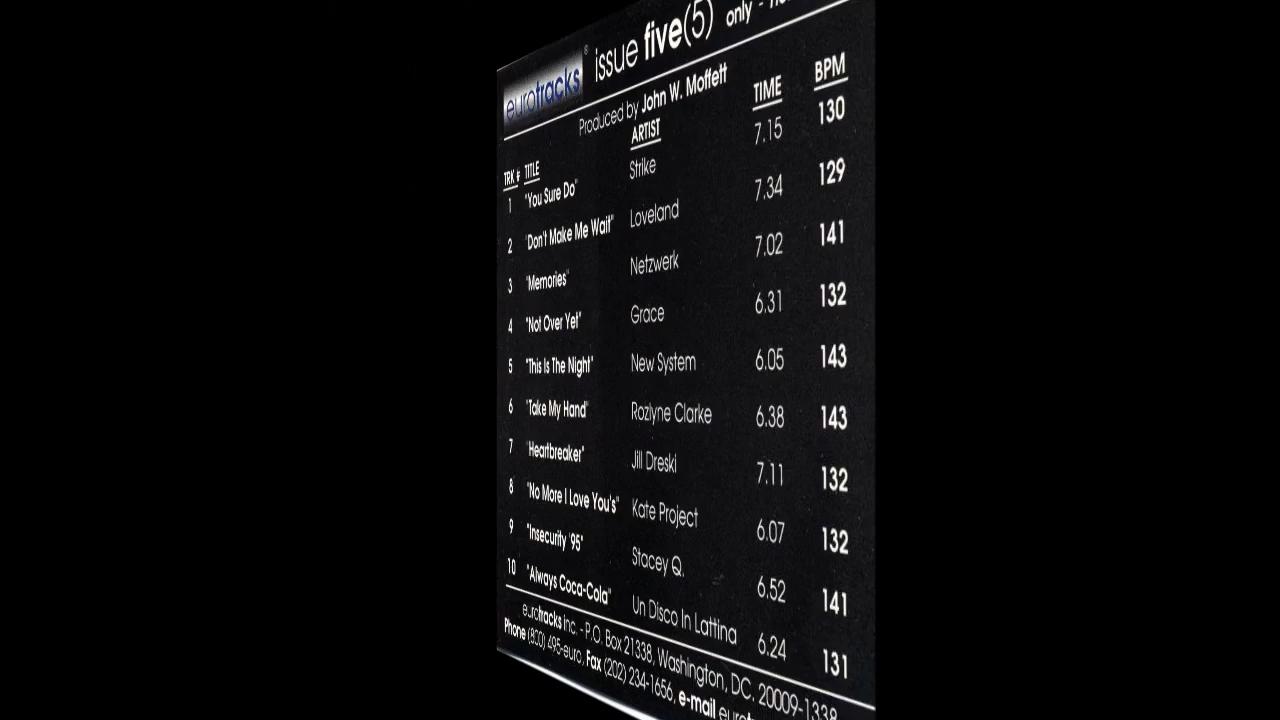 eurotracks® issue five(5) only -
Produced by John W. Moffett
TRK # TITLE ARTIST TIME BPM
1 "You Sure Do" Strike 7.15 130
2 "Don't Make Me Wait" Loveland 7.34 129
3 "Memories" Netzwerk 7.02 141
4 "Not Over Yet" Grace 6.31 132
5 "This Is The Night" New System 6.05 143
6 "Take My Hand" Rozlyne Clarke 6.38 143
7 "Heartbreaker" Jill Dreski 7.11 132
8 "No More I Love You's" Kate Project 6.07 132
9 "Insecurity '95" Stacey Q. 6.52 141
10 "Always Coca-Cola" Un Disco In Lattina 6.24 131
eurotracks inc. - P.O. Box 21338, Washington, DC. 20009-1338
Phone (800) 495-euro, Fax (202) 234-1656, e-mail